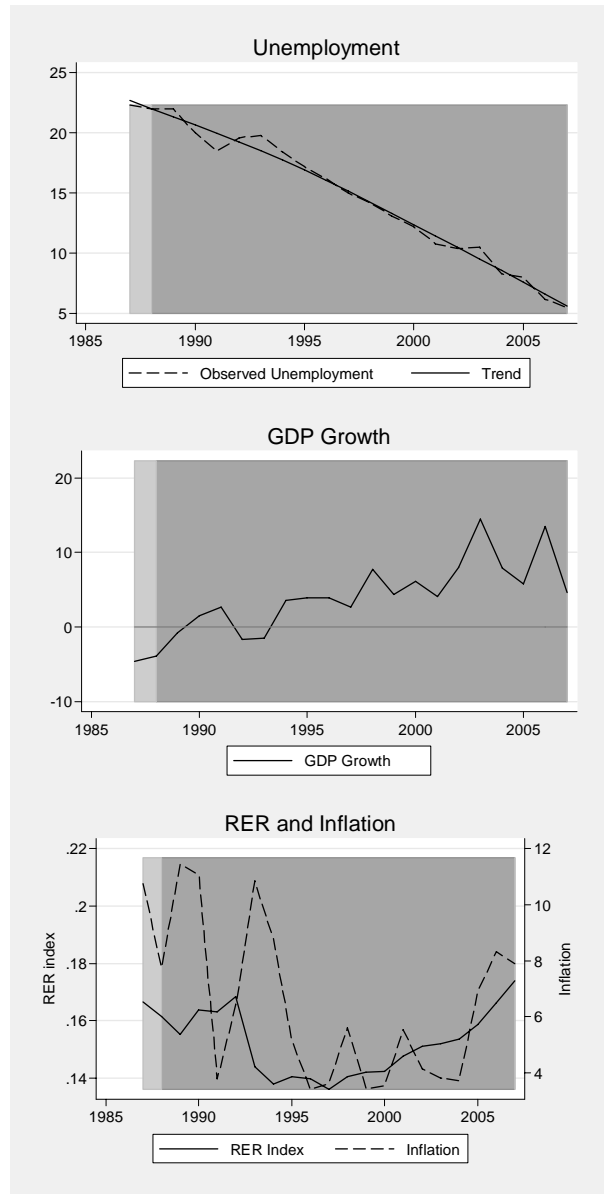 Unemployment
25
20
15
10
5
1985 1990 1995 2000 2005
Observed Unemployment Trend
GDP Growth
20
10
0
-10
1985 1990 1995 2000 2005
GDP Growth
RER and Inflation
.22
.2
.18
.16
.14
RER index
12
10
8
6
4
Inflation
1985 1990 1995 2000 2005
RER Index Inflation